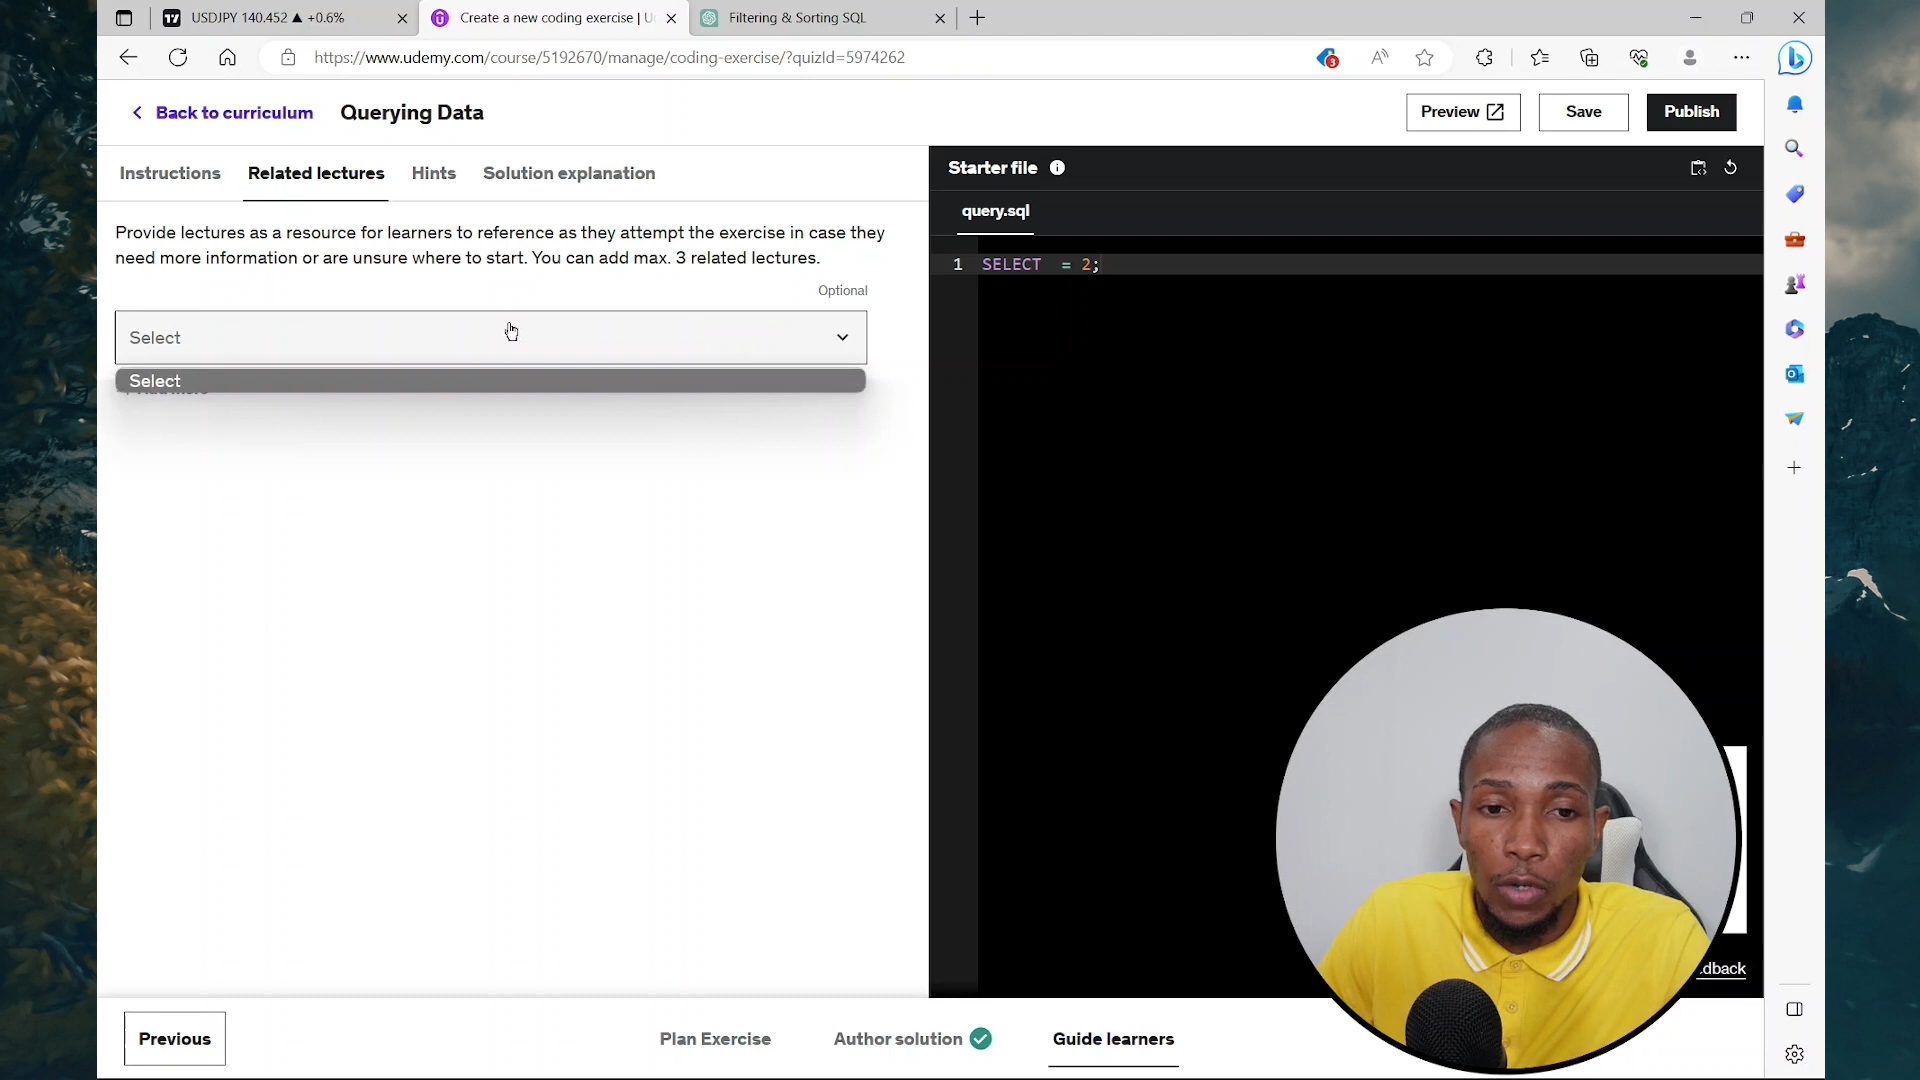 USDJPY 140.452 ▲ +0.6%
Create a new coding exercise | U
Filtering & Sorting SQL
https://www.udemy.com/course/5192670/manage/coding-exercise/?quizId=5974262
3
Back to curriculum
Querying Data
Preview
Save
Publish
Instructions
Related lectures
Hints
Solution explanation
Starter file
query.sql
Provide lectures as a resource for learners to reference as they attempt the exercise in case they
need more information or are unsure where to start. You can add max. 3 related lectures.
Optional
1 SELECT = 2;
Select
Select
dback
Previous
Plan Exercise
Author solution
Guide learners